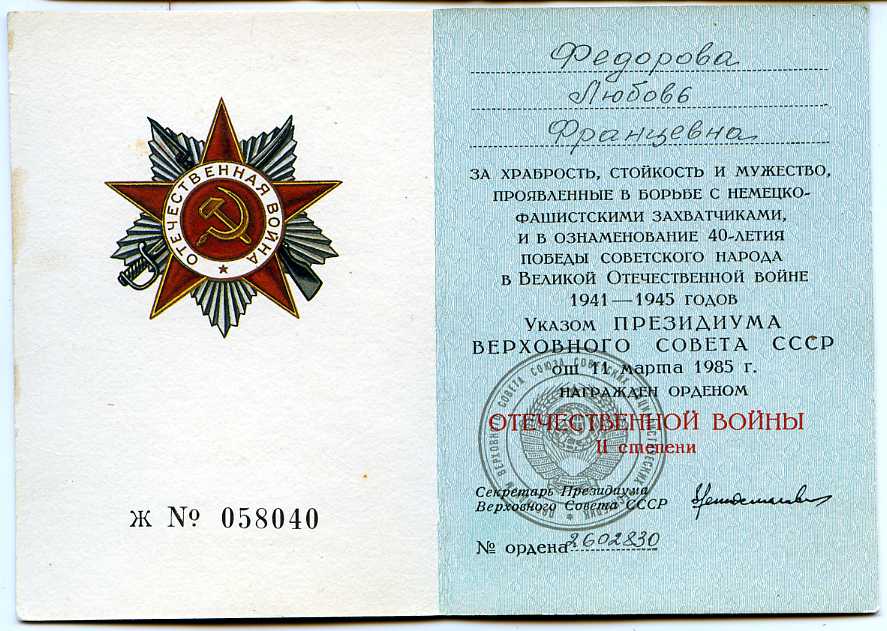 ОТЕЧЕСТВЕННАЯ ВОЙНА
Ж № 058040
Федорова
Любовь
Францевна
ЗА ХРАБРОСТЬ, СТОЙКОСТЬ И МУЖЕСТВО,
ПРОЯВЛЕННЫЕ В БОРЬБЕ С НЕМЕЦКО-
ФАШИСТСКИМИ ЗАХВАТЧИКАМИ,
И В ОЗНАМЕНОВАНИЕ 40-ЛЕТИЯ
ПОБЕДЫ СОВЕТСКОГО НАРОДА
В ВЕЛИКОЙ ОТЕЧЕСТВЕННОЙ ВОЙНЕ
1941—1945 ГОДОВ
УКАЗОМ ПРЕЗИДИУМА
ВЕРХОВНОГО СОВЕТА СССР
от 11 марта 1985 г.
НАГРАЖДЕН ОРДЕНОМ
ОТЕЧЕСТВЕННОЙ ВОЙНЫ
II степени
Секретарь Президиума
Верховного Совета СССР
№ ордена 2602830